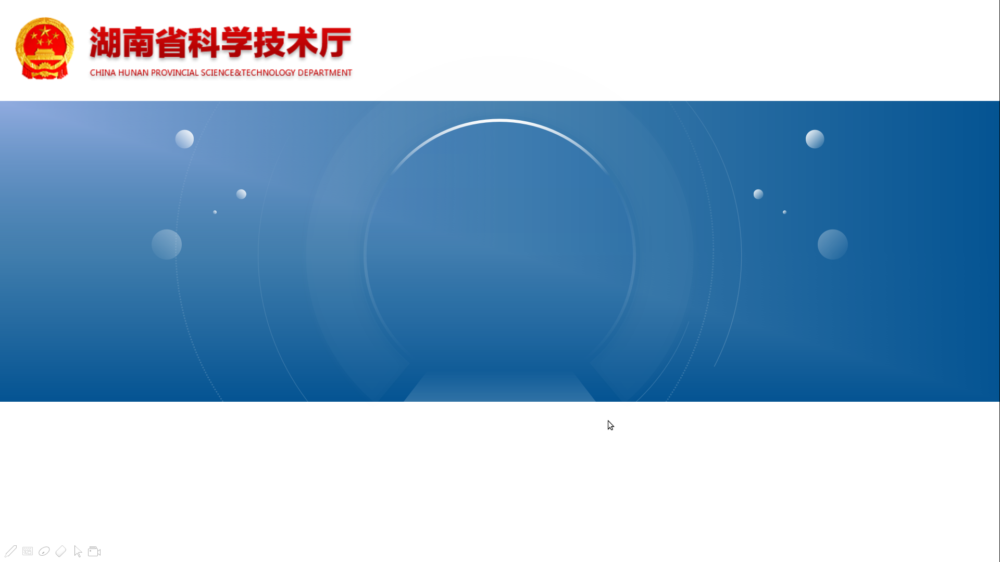 湖南省科学技术厅
CHINA HUNAN PROVINCIAL SCIENCE&TECHNOLOGY DEPARTMENT